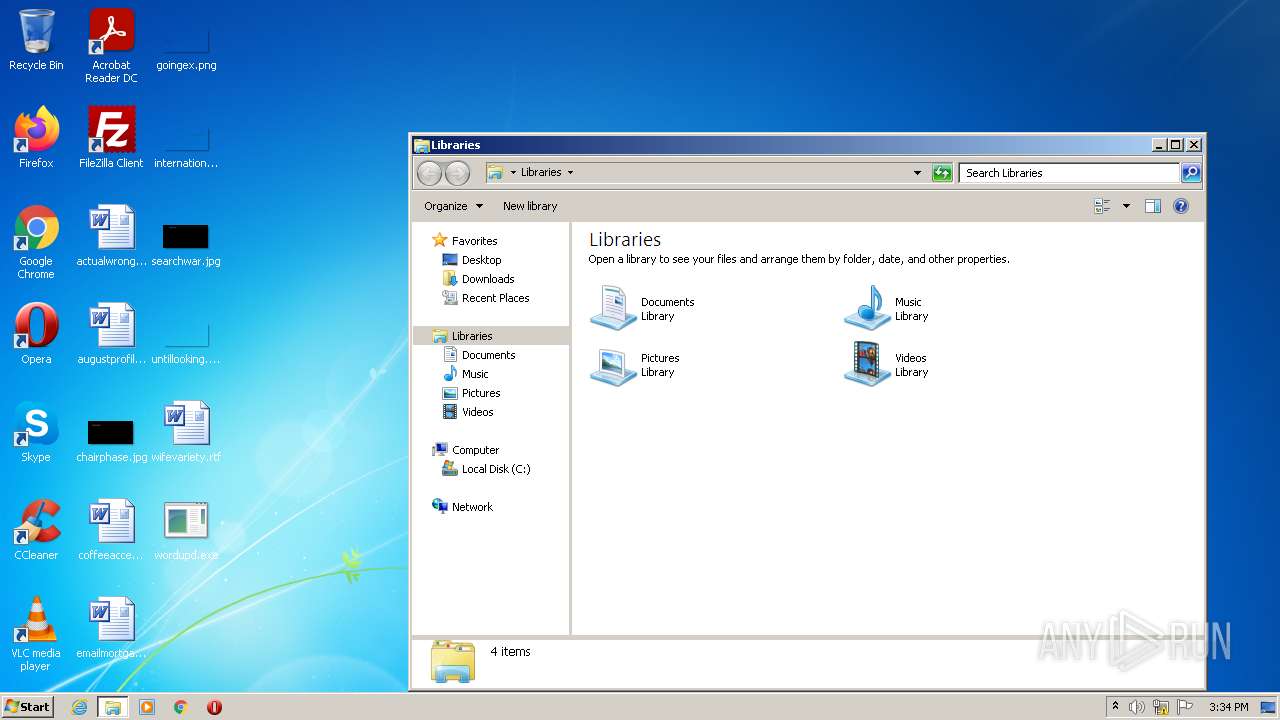 Recycle Bin
Acrobat
Reader DC
goingex.png
Firefox
FileZilla Client
internation...
Google
Chrome
actualwrong...
searchwar.jpg
Opera
augustprofil...
untillooking....
Skype
chairphase.jpg
wifevariety.rtf
CCleaner
coffeeacce...
wordupd.exe
VLC media
player
emailmortga...
Libraries
Libraries
Search Libraries
Organize
New library
Favorites
Desktop
Downloads
Recent Places
Libraries
Documents
Music
Pictures
Videos
Computer
Local Disk (C:)
Network
Libraries
Open a library to see your files and arrange them by folder, date, and other properties.
Documents
Library
Music
Library
Pictures
Library
Videos
Library
4 items
ANY RUN
Start
3:34 PM